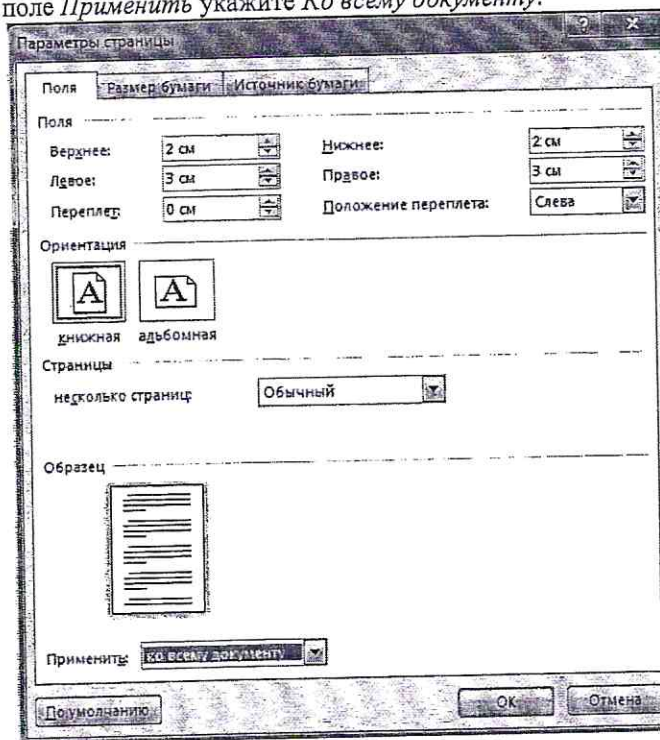 поле Применить укажите Ко всему документу.
Параметры страницы ? X
Поля Размер бумаги Источник бумаги
Поля
Верхнее: 2 см Нижнее: 2 см
Левое: 3 см Правое: 3 см
Переплет: 0 см Положение переплета: Слева
Ориентация
A A
книжная альбомная
Страницы
несколько страниц: Обычный
Образец
Применить: ко всему документу
По умолчанию ОК Отмена